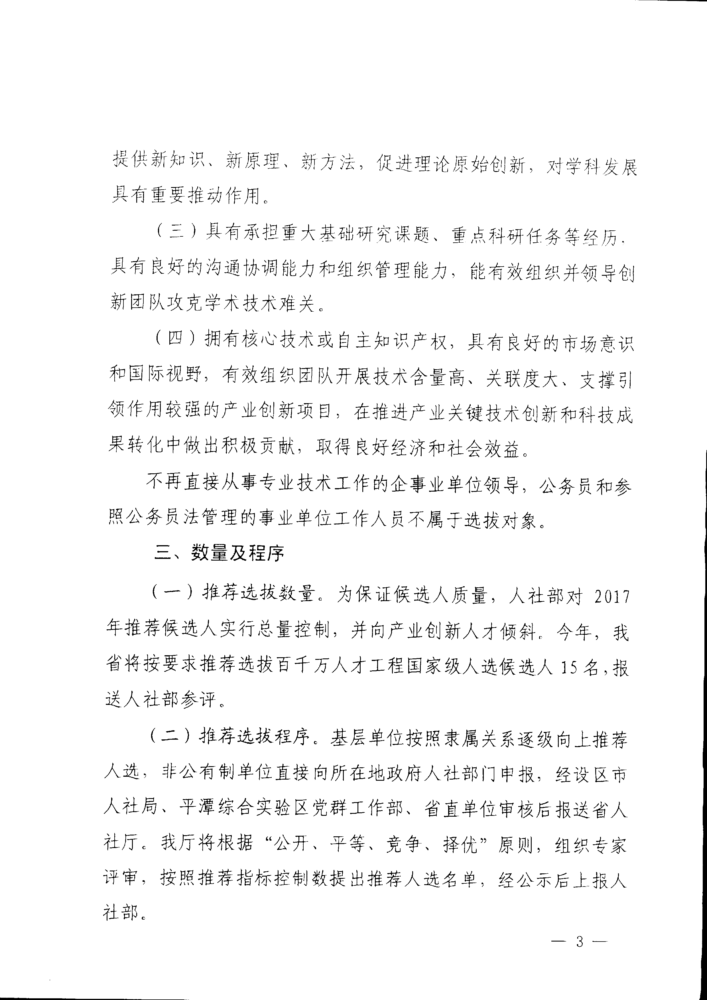 提供新知识、新原理、新方法，促进理论原始创新，对学科发展
具有重要推动作用。
（三）具有承担重大基础研究课题、重点科研任务等经历，
具有良好的沟通协调能力和组织管理能力，能有效组织并领导创
新团队攻克学术技术难关。
（四）拥有核心技术或自主知识产权，具有良好的市场意识
和国际视野，有效组织团队开展技术含量高、关联度大、支撑引
领作用较强的产业创新项目，在推进产业关键技术创新和科技成
果转化中做出积极贡献，取得良好经济和社会效益。
不再直接从事专业技术工作的企事业单位领导，公务员和参
照公务员法管理的事业单位工作人员不属于选拔对象。
三、数量及程序
（一）推荐选拔数量。为保证候选人质量，人社部对 2017
年推荐候选人实行总量控制，并向产业创新人才倾斜。今年，我
省将按要求推荐选拔百千万人才工程国家级人选候选人 15 名，报
送人社部参评。
（二）推荐选拔程序。基层单位按照隶属关系逐级向上推荐
人选，非公有制单位直接向所在地政府人社部门申报，经设区市
人社局、平潭综合实验区党群工作部、省直单位审核后报送省人
社厅。我厅将根据“公开、平等、竞争、择优”原则，组织专家
评审，按照推荐指标控制数提出推荐人选名单，经公示后上报人
社部。
— 3 —